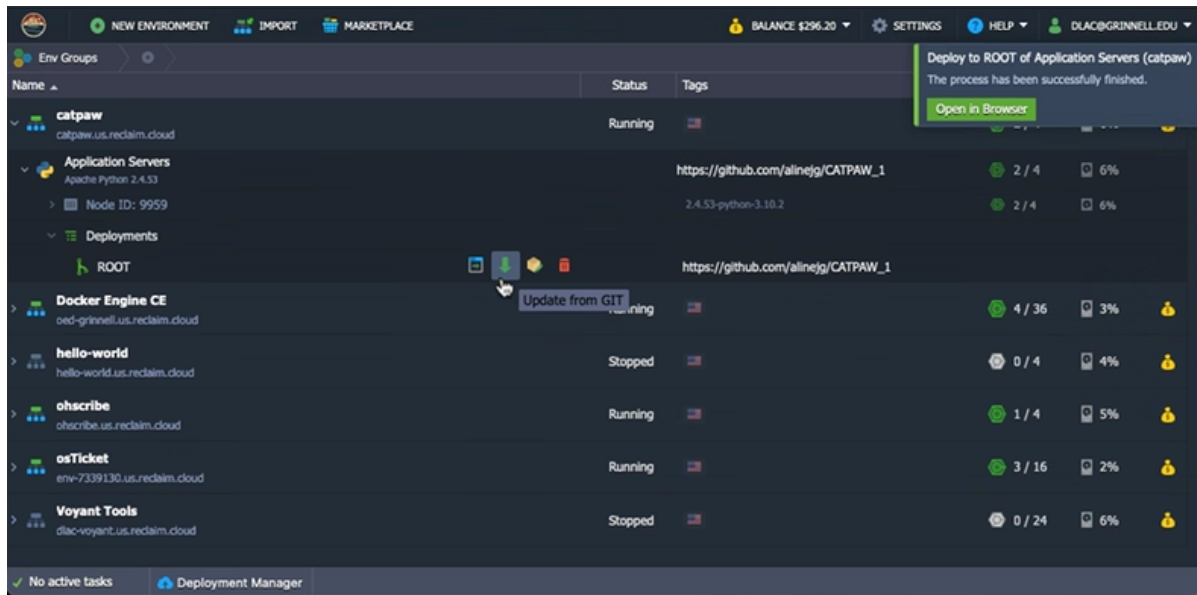 NEW ENVIRONMENT IMPORT MARKETPLACE BALANCE $296.20 SETTINGS HELP DLAC@GRINNELL.EDU
Env Groups
Deploy to ROOT of Application Servers (catpaw)
The process has been successfully finished.
Open in Browser
Name Status Tags
catpaw Running
catpaw.us.reclaim.cloud
Application Servers https://github.com/alinejg/CATPAW_1 2 / 4 6%
Apache Python 2.4.53
Node ID: 9959 2.4.53-python-3.10.2 2 / 4 6%
Deployments
ROOT https://github.com/alinejg/CATPAW_1
Update from GIT
Docker Engine CE 4 / 36 3%
oed-grinnell.us.reclaim.cloud
hello-world Stopped 0 / 4 4%
hello-world.us.reclaim.cloud
ohscribe Running 1 / 4 5%
ohscribe.us.reclaim.cloud
osTicket Running 3 / 16 2%
env-7339130.us.reclaim.cloud
Voyant Tools Stopped 0 / 24 6%
dlac-voyant.us.reclaim.cloud
No active tasks Deployment Manager